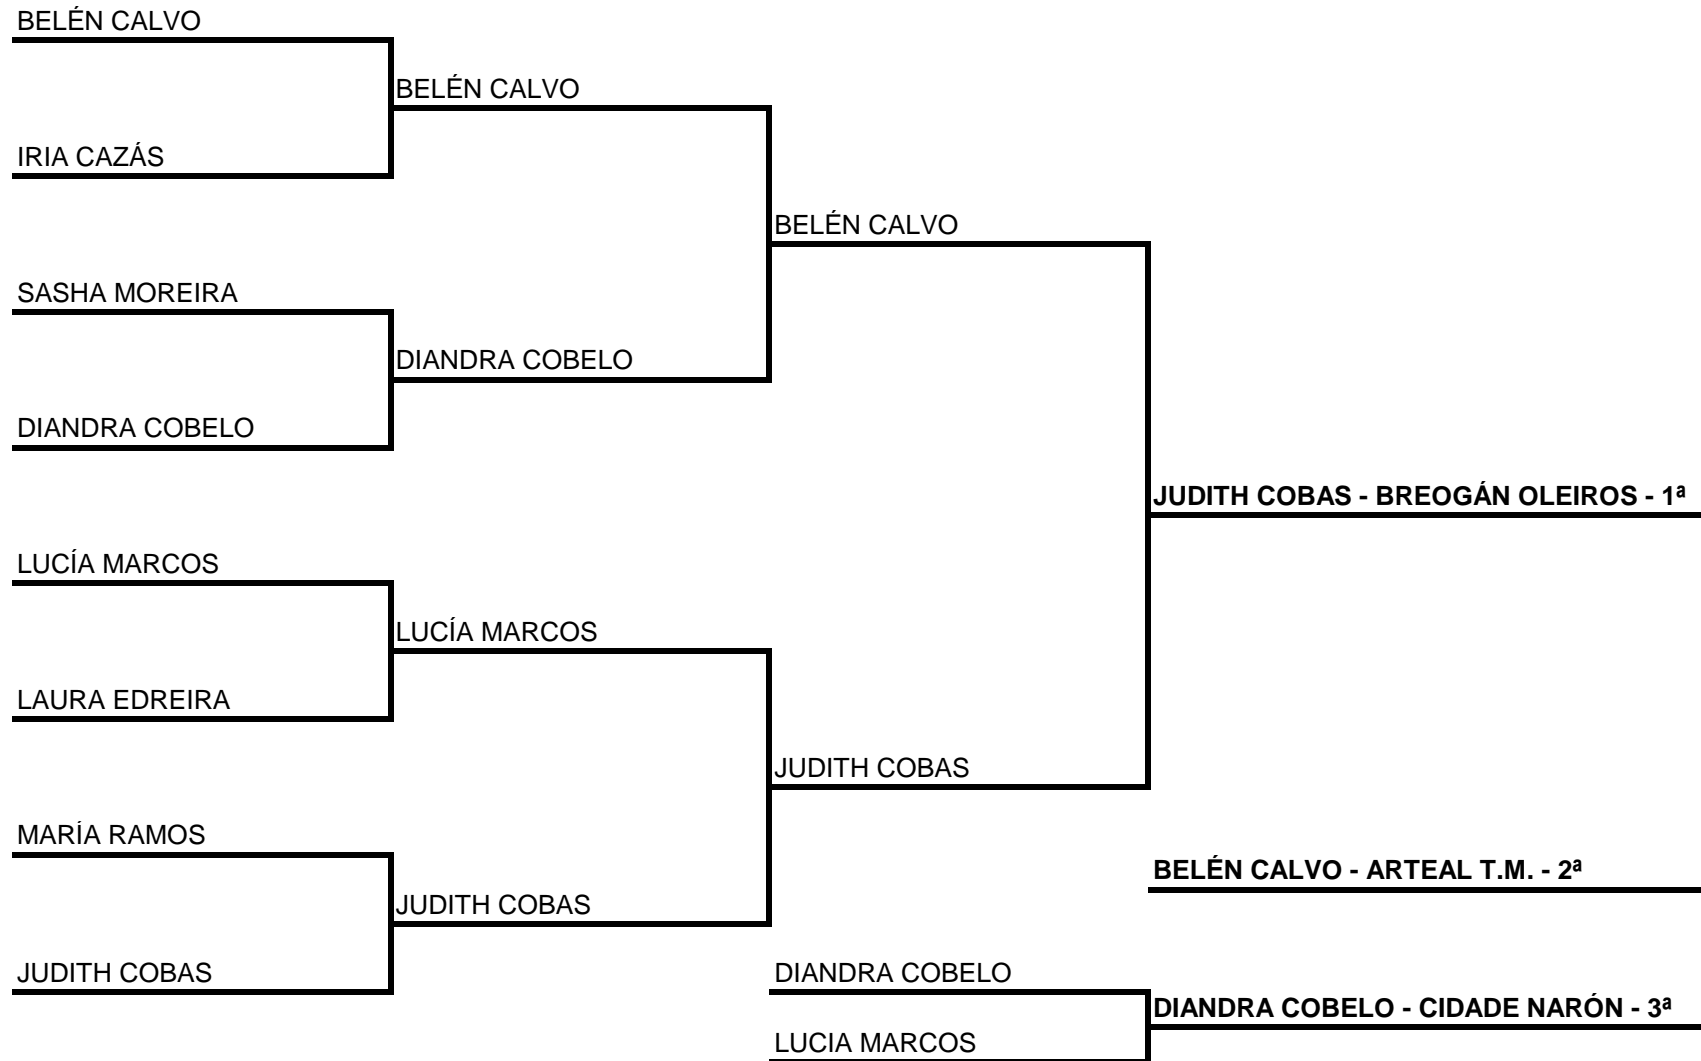 BELÉN CALVO
BELÉN CALVO
IRIA CAZÁS
BELÉN CALVO
SASHA MOREIRA
DIANDRA COBELO
DIANDRA COBELO
JUDITH COBAS - BREOGÁN OLEIROS - 1ª
LUCÍA MARCOS
LUCÍA MARCOS
LAURA EDREIRA
JUDITH COBAS
MARÍA RAMOS
BELÉN CALVO - ARTEAL T.M. - 2ª
JUDITH COBAS
JUDITH COBAS
DIANDRA COBELO
DIANDRA COBELO - CIDADE NARÓN - 3ª
LUCIA MARCOS